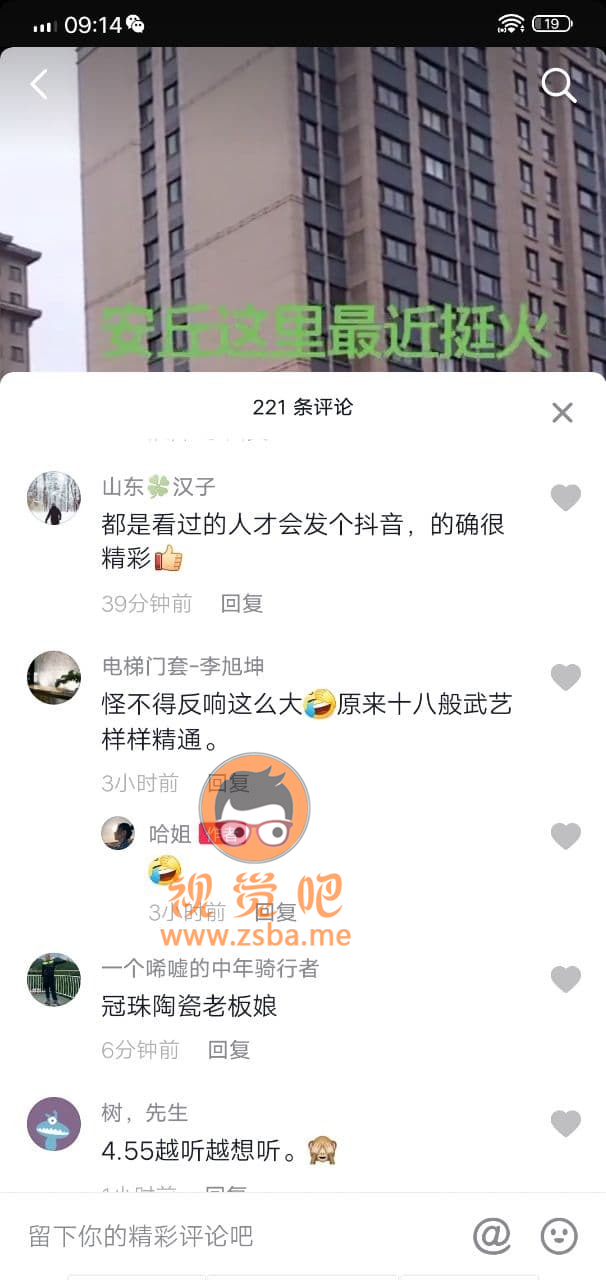 09:14
19
安丘这里最近挺火
221 条评论
山东🍀汉子
都是看过的人才会发个抖音，的确很
精彩👍
39分钟前 回复
电梯门套-李旭坤
怪不得反响这么大🤣原来十八般武艺
样样精通。
3小时前 回复
哈姐 作者
🤣
3小时前 回复
视觉吧
www.zsba.me
一个唏嘘的中年骑行者
冠珠陶瓷老板娘
6分钟前 回复
树，先生
4.55越听越想听。🙈
1小时前 回复
留下你的精彩评论吧
@